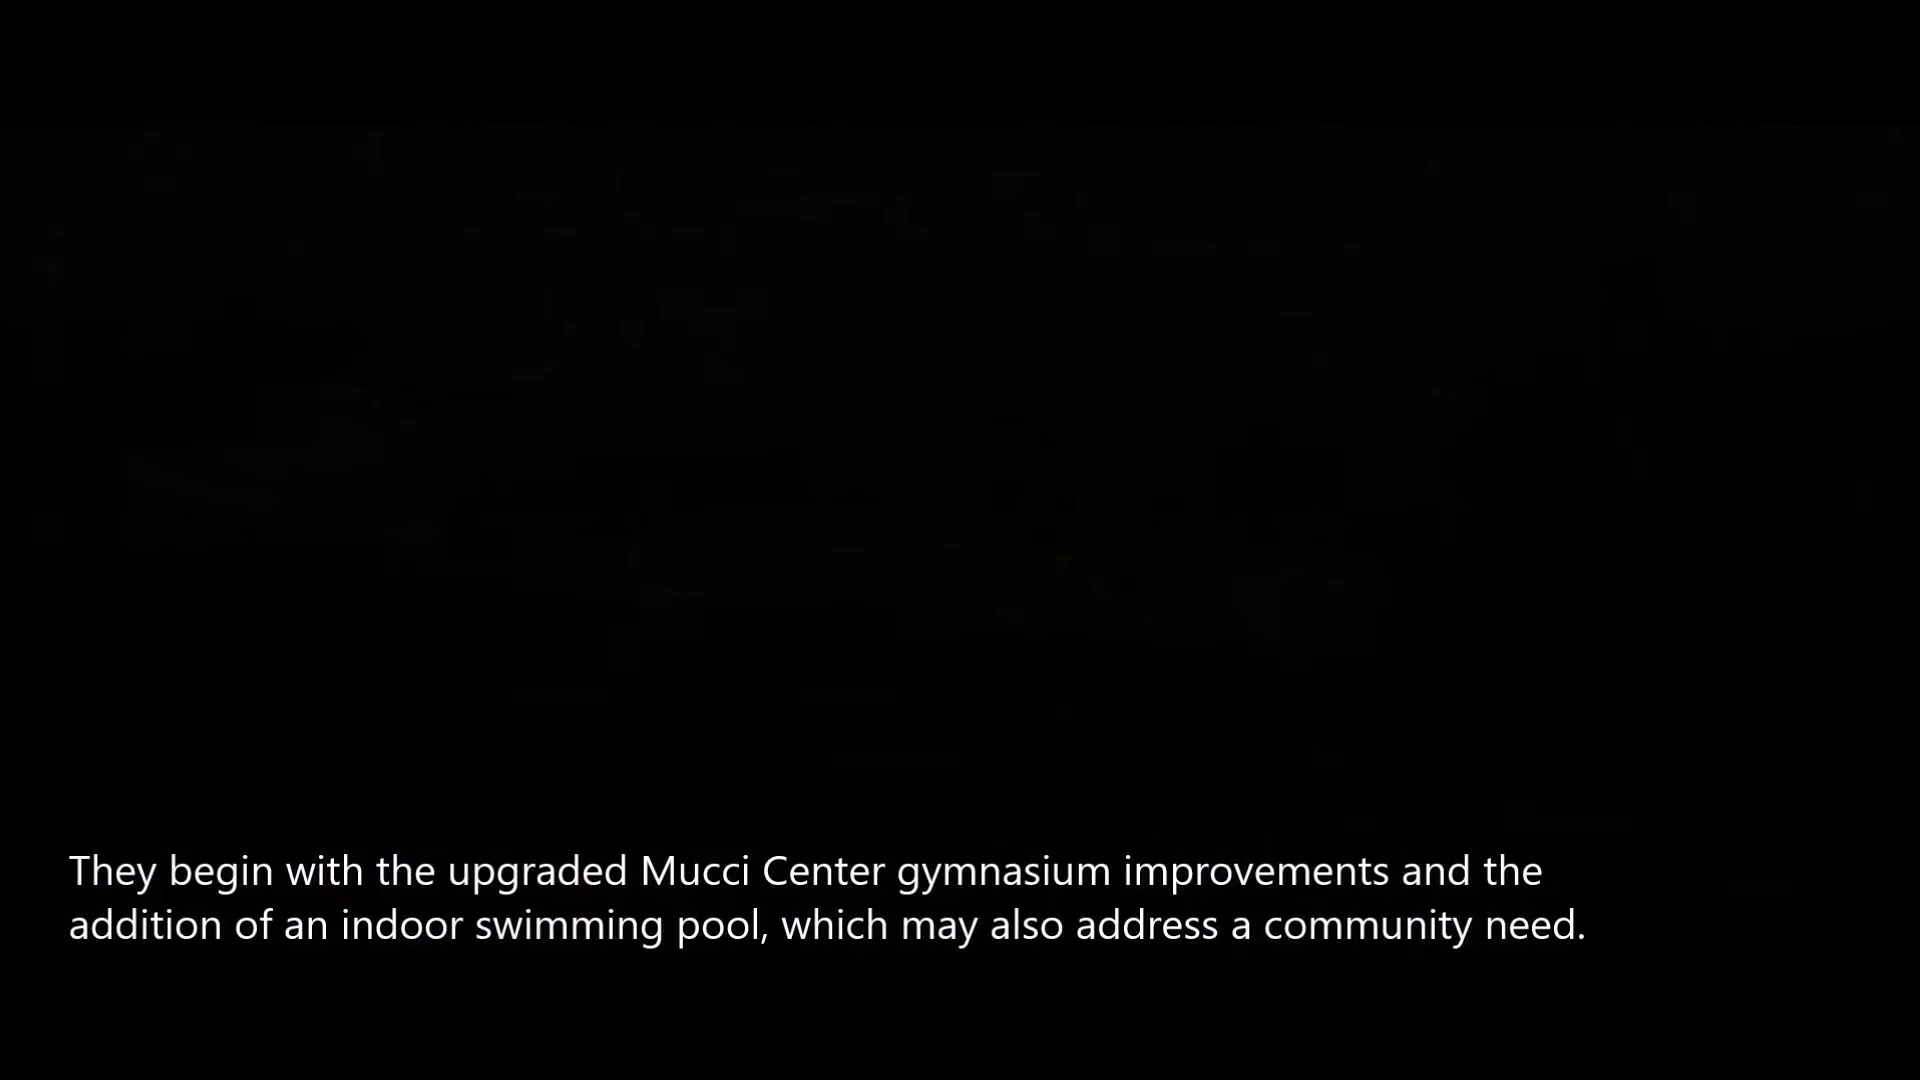 They begin with the upgraded Mucci Center gymnasium improvements and the
addition of an indoor swimming pool, which may also address a community need.